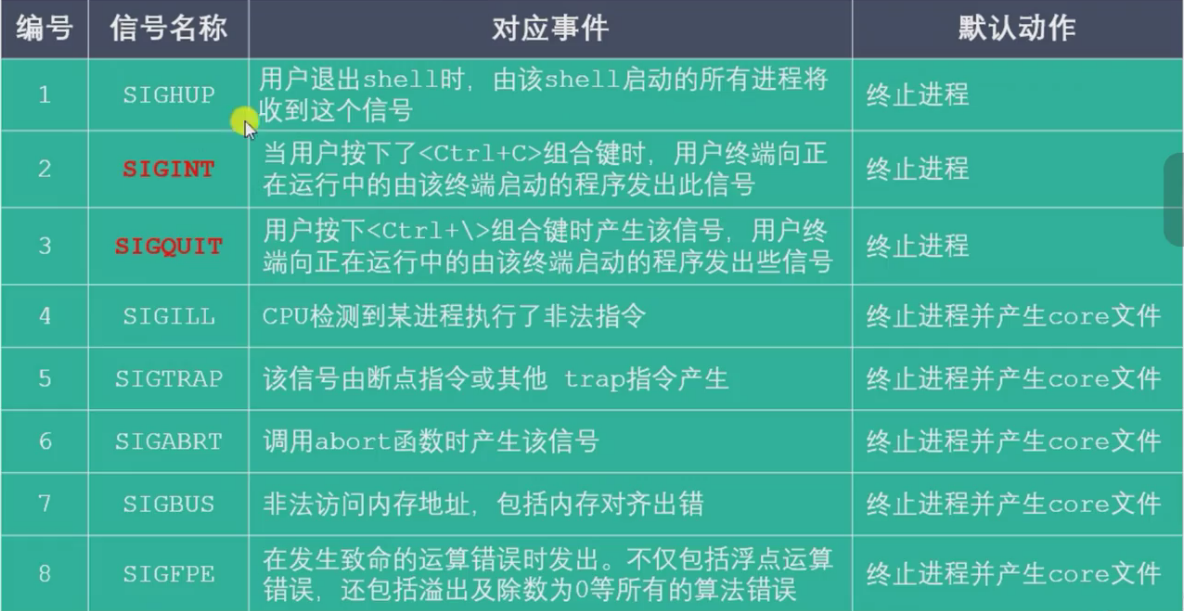 编号 信号名称 对应事件 默认动作
1 SIGHUP 用户退出shell时，由该shell启动的所有进程将
收到这个信号 终止进程
2 SIGINT 当用户按下了<Ctrl+C>组合键时，用户终端向正
在运行中的由该终端启动的程序发出此信号 终止进程
3 SIGQUIT 用户按下<Ctrl+\>组合键时产生该信号，用户终
端向正在运行中的由该终端启动的程序发出些信号 终止进程
4 SIGILL CPU检测到某进程执行了非法指令 终止进程并产生core文件
5 SIGTRAP 该信号由断点指令或其他 trap指令产生 终止进程并产生core文件
6 SIGABRT 调用abort函数时产生该信号 终止进程并产生core文件
7 SIGBUS 非法访问内存地址，包括内存对齐出错 终止进程并产生core文件
8 SIGFPE 在发生致命的运算错误时发出。不仅包括浮点运算
错误，还包括溢出及除数为0等所有的算法错误 终止进程并产生core文件